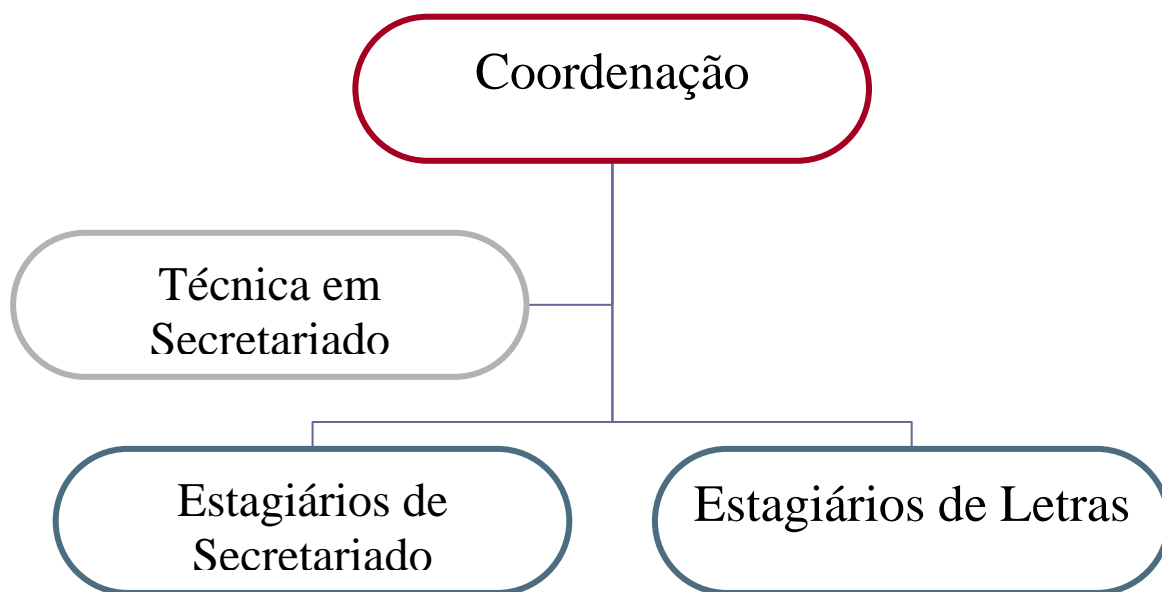 Coordenação
Técnica em
Secretariado
Estagiários de
Secretariado
Estagiários de Letras